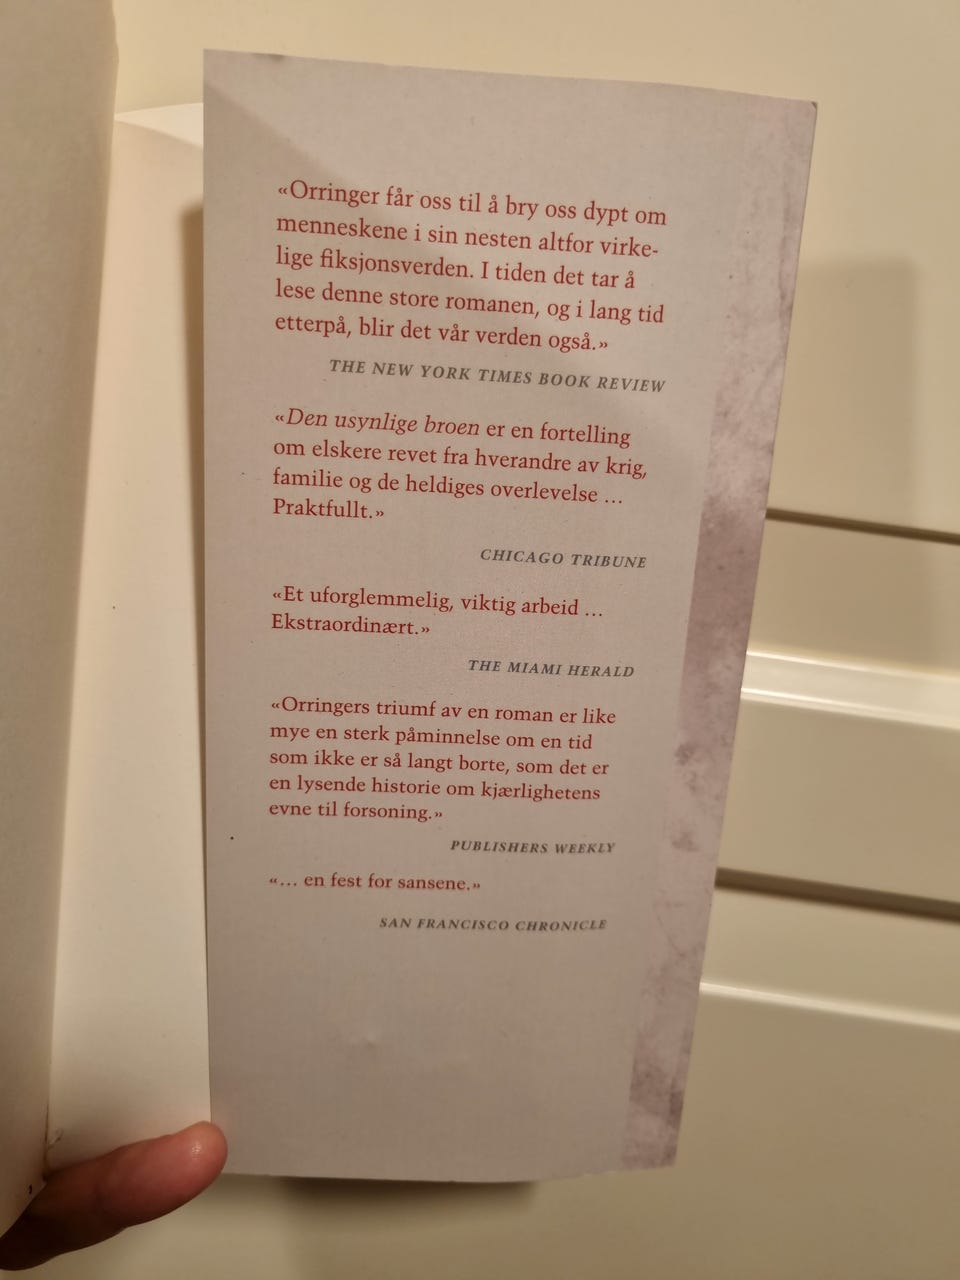 «Orringer får oss til å bry oss dypt om
menneskene i sin nesten altfor virke-
lige fiksjonsverden. I tiden det tar å
lese denne store romanen, og i lang tid
etterpå, blir det vår verden også.»
THE NEW YORK TIMES BOOK REVIEW
«Den usynlige broen er en fortelling
om elskere revet fra hverandre av krig,
familie og de heldiges overlevelse ...
Praktfullt.»
CHICAGO TRIBUNE
«Et uforglemmelig, viktig arbeid ...
Ekstraordinært.»
THE MIAMI HERALD
«Orringers triumf av en roman er like
mye en sterk påminnelse om en tid
som ikke er så langt borte, som det er
en lysende historie om kjærlighetens
evne til forsoning.»
PUBLISHERS WEEKLY
«... en fest for sansene.»
SAN FRANCISCO CHRONICLE